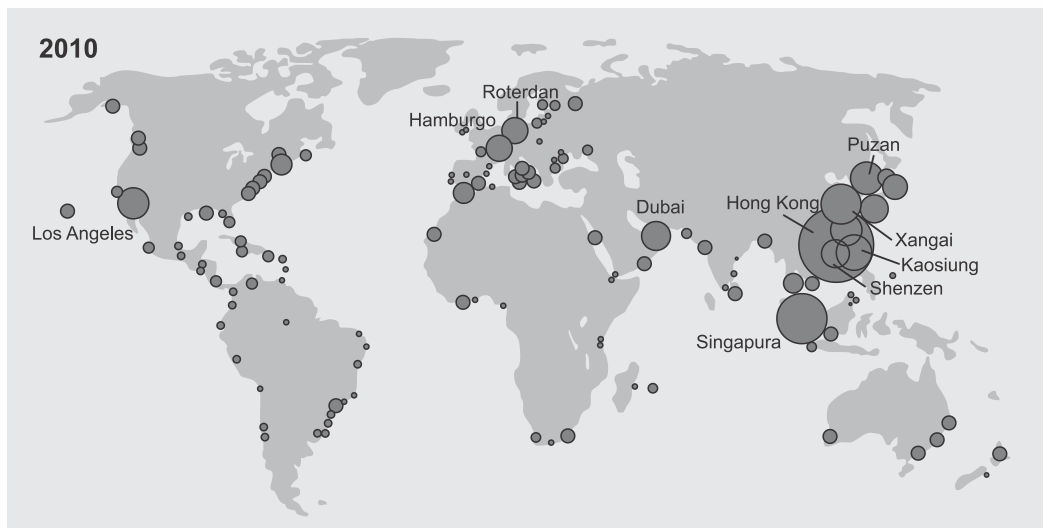 2010
Roterdan
Hamburgo
Puzan
Dubai
Hong Kong
Los Angeles
Xangai
Kaosiung
Shenzen
Singapura